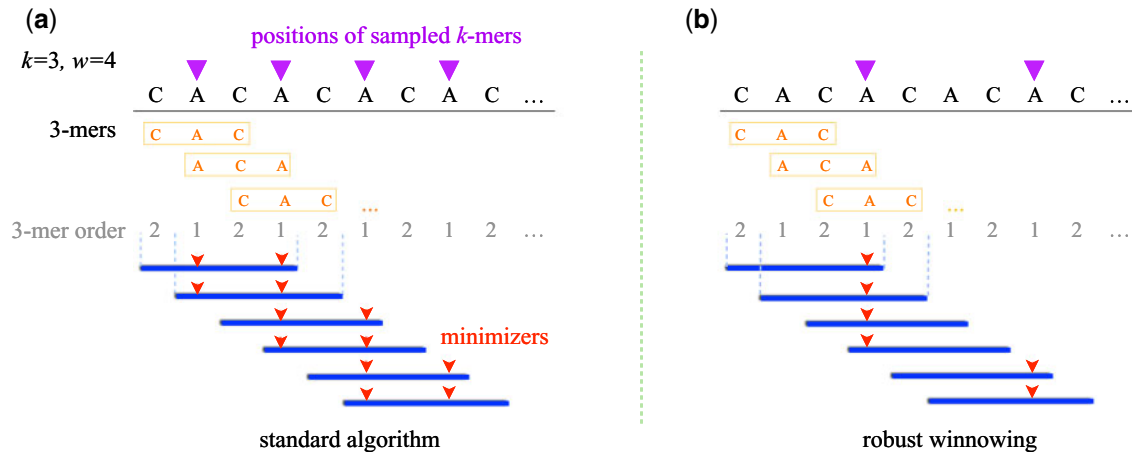 (a)
positions of sampled k-mers
k=3, w=4
C A C A C A C A C ...
3-mers
C A C
A C A
C A C
...
3-mer order 2 1 2 1 2 1 2 1 2 ...
minimizers
standard algorithm
(b)
C A C A C A C A C ...
C A C
A C A
C A C
...
2 1 2 1 2 1 2 1 2 ...
robust winnowing